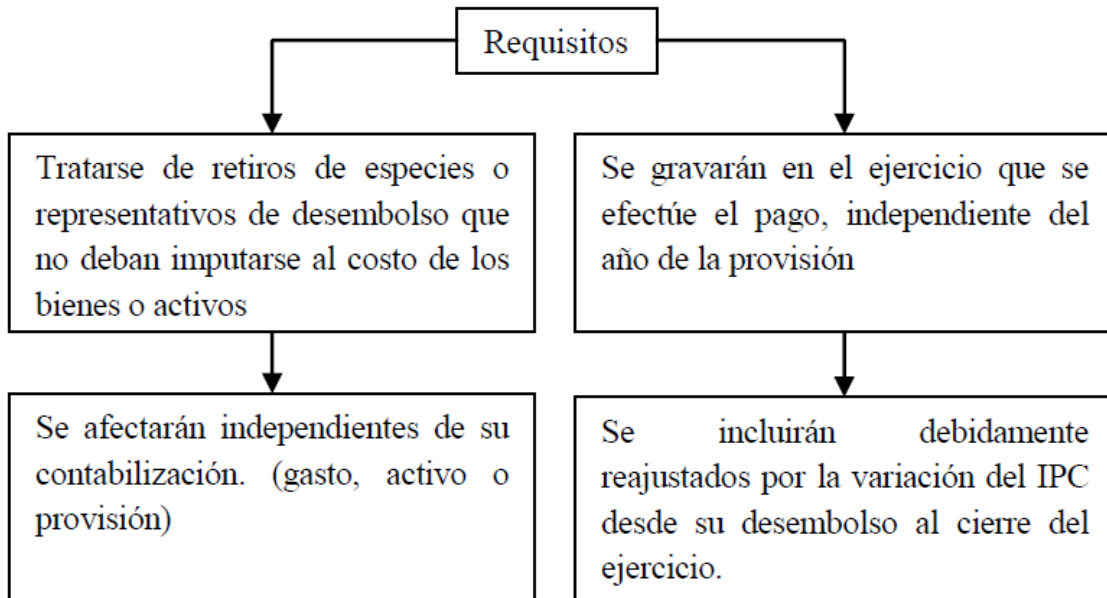 Requisitos
Tratarse de retiros de especies o
representativos de desembolso que
no deban imputarse al costo de los
bienes o activos
Se gravarán en el ejercicio que se
efectúe el pago, independiente del
año de la provisión
Se afectarán independientes de su
contabilización. (gasto, activo o
provisión)
Se incluirán debidamente
reajustados por la variación del IPC
desde su desembolso al cierre del
ejercicio.